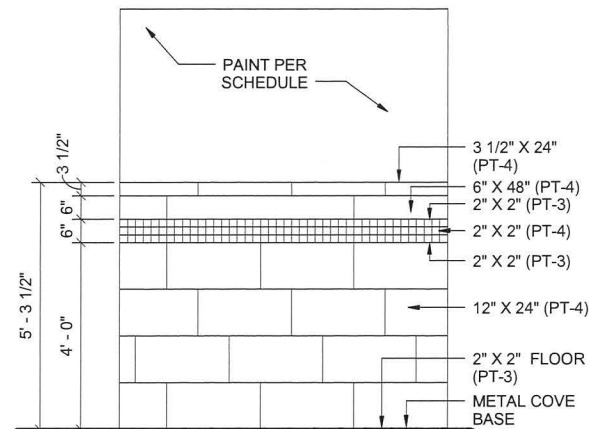 PAINT PER
SCHEDULE
3 1/2" X 24"
(PT-4)
6" X 48" (PT-4)
2" X 2" (PT-3)
2" X 2" (PT-4)
2" X 2" (PT-3)
12" X 24" (PT-4)
2" X 2" FLOOR
(PT-3)
METAL COVE
BASE
3 1/2"
6"
6"
4' - 0"
5' - 3 1/2"